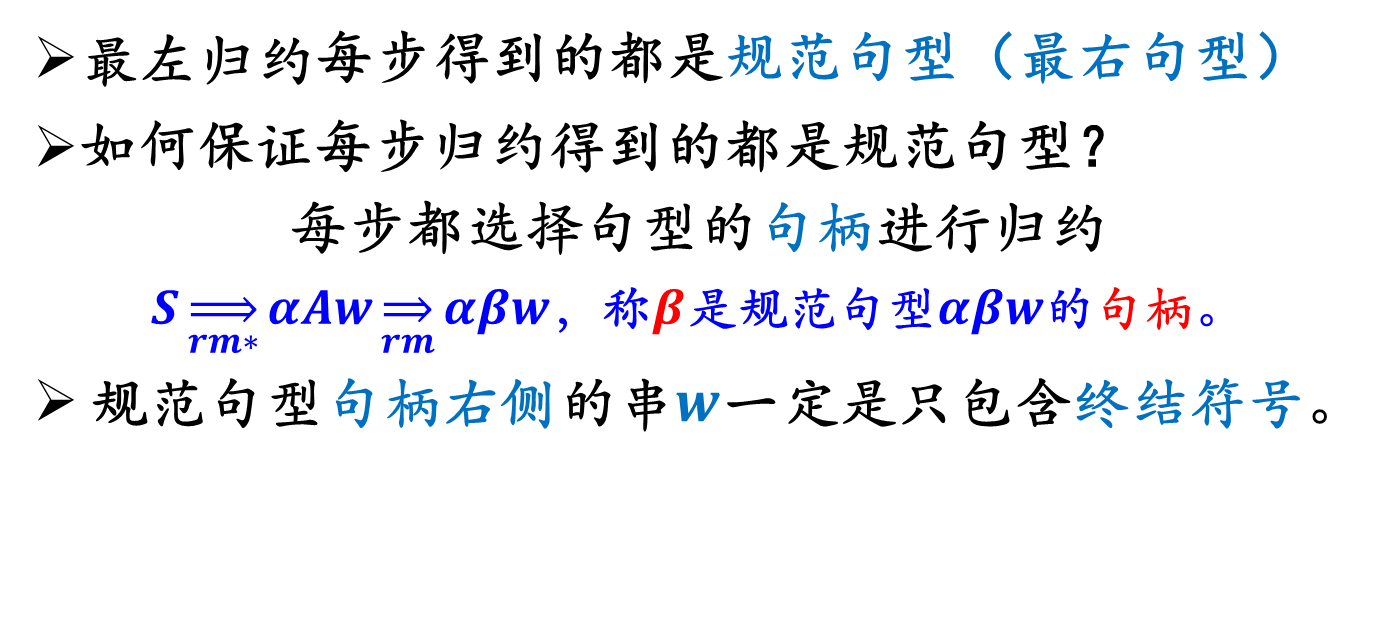 ➢最左归约每步得到的都是规范句型（最右句型）
➢如何保证每步归约得到的都是规范句型？
每步都选择句型的句柄进行归约
S ⟹ αAw ⟹ αβw，称β是规范句型αβw的句柄。
rm* rm
➢ 规范句型句柄右侧的串w一定是只包含终结符号。